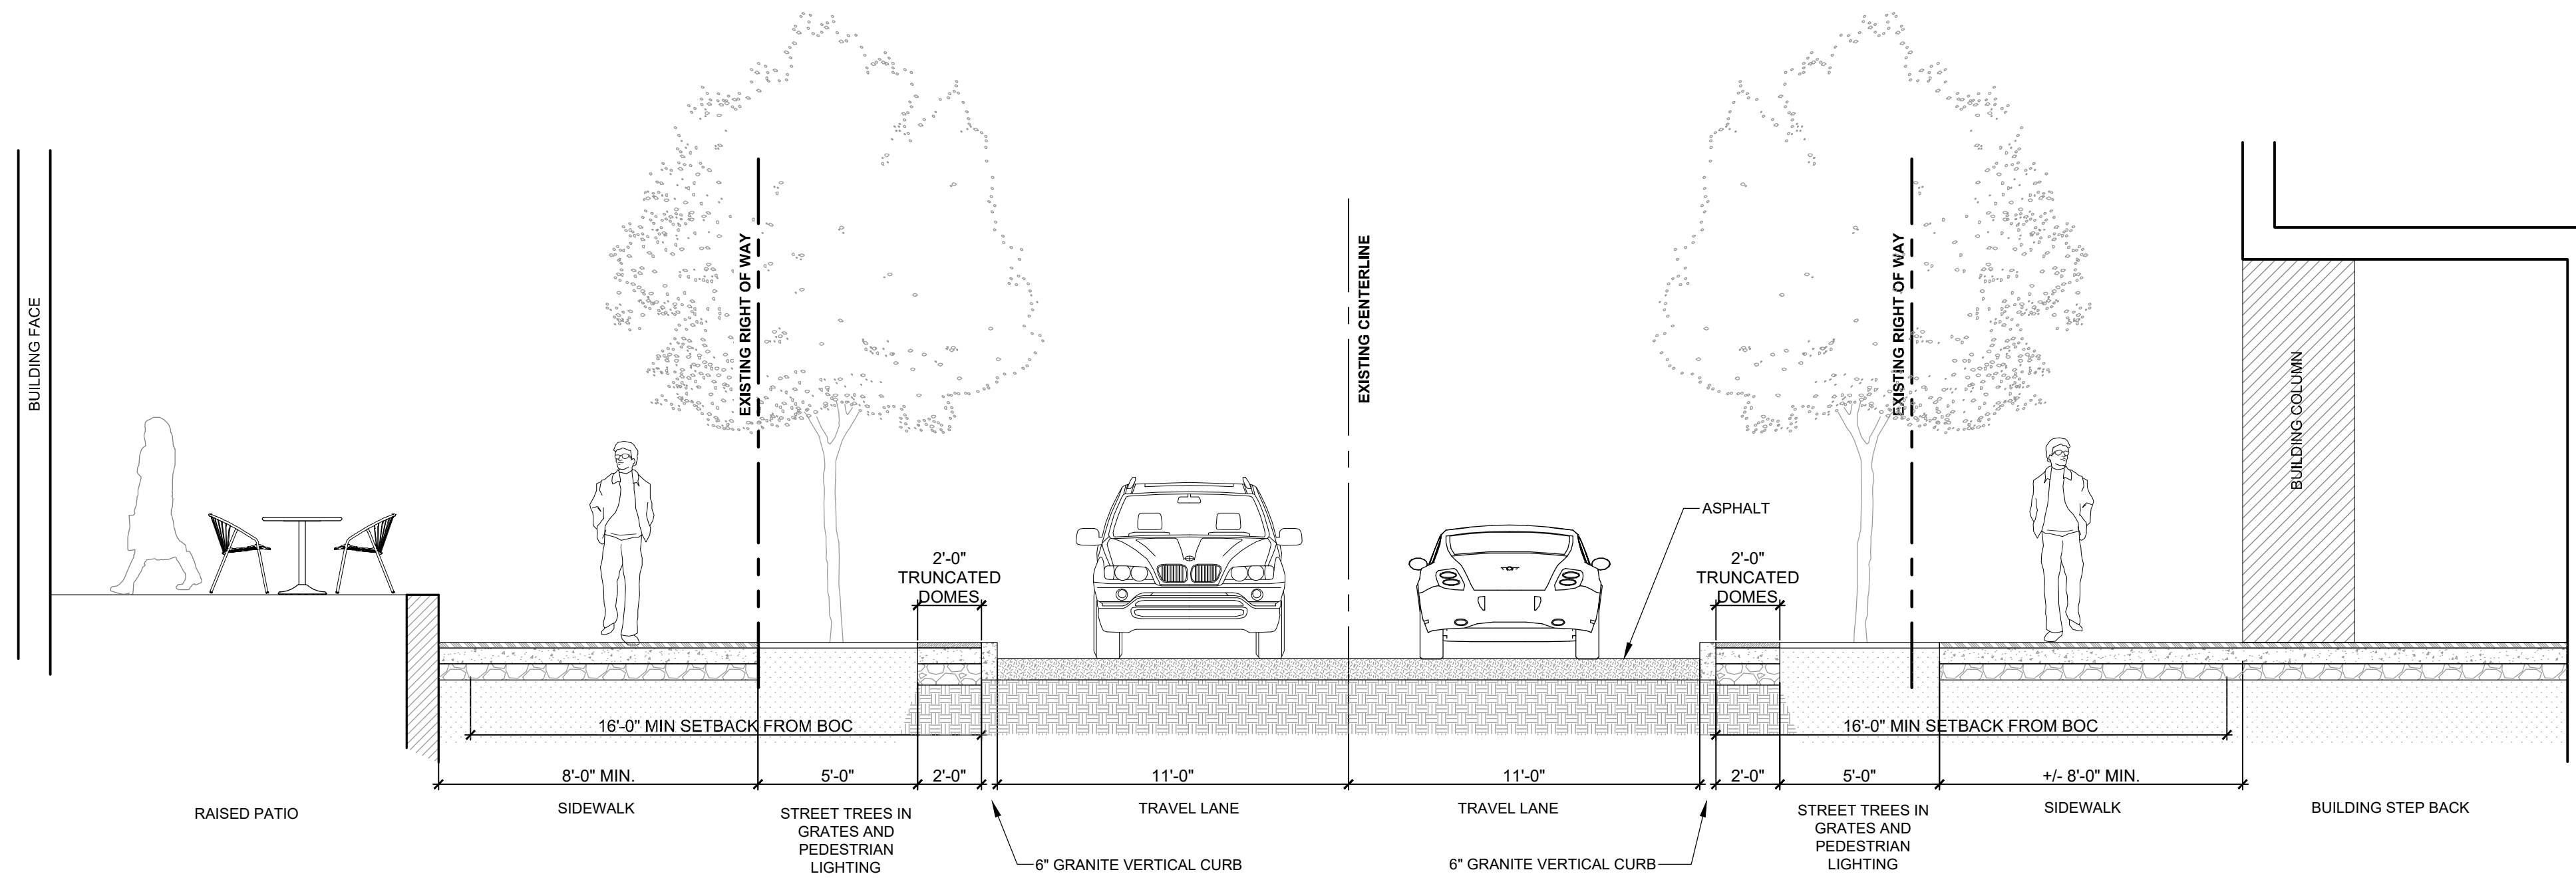 BUILDING FACE
EXISTING RIGHT OF WAY
EXISTING CENTERLINE
EXISTING RIGHT OF WAY
BUILDING COLUMN
ASPHALT
2'-0"
TRUNCATED
DOMES
2'-0"
TRUNCATED
DOMES
16'-0" MIN SETBACK FROM BOC
16'-0" MIN SETBACK FROM BOC
8'-0" MIN.
5'-0"
2'-0"
11'-0"
11'-0"
2'-0"
5'-0"
+/- 8'-0" MIN.
RAISED PATIO
SIDEWALK
STREET TREES IN
GRATES AND
PEDESTRIAN
LIGHTING
TRAVEL LANE
TRAVEL LANE
STREET TREES IN
GRATES AND
PEDESTRIAN
LIGHTING
SIDEWALK
BUILDING STEP BACK
6" GRANITE VERTICAL CURB
6" GRANITE VERTICAL CURB